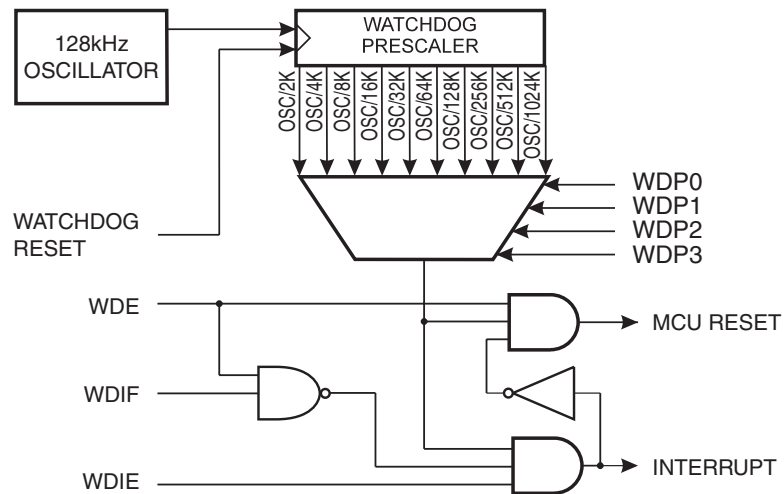 128kHz
OSCILLATOR
WATCHDOG
PRESCALER
OSC/2K
OSC/4K
OSC/8K
OSC/16K
OSC/32K
OSC/64K
OSC/128K
OSC/256K
OSC/512K
OSC/1024K
WDP0
WDP1
WDP2
WDP3
WATCHDOG
RESET
WDE
MCU RESET
WDIF
WDIE
INTERRUPT